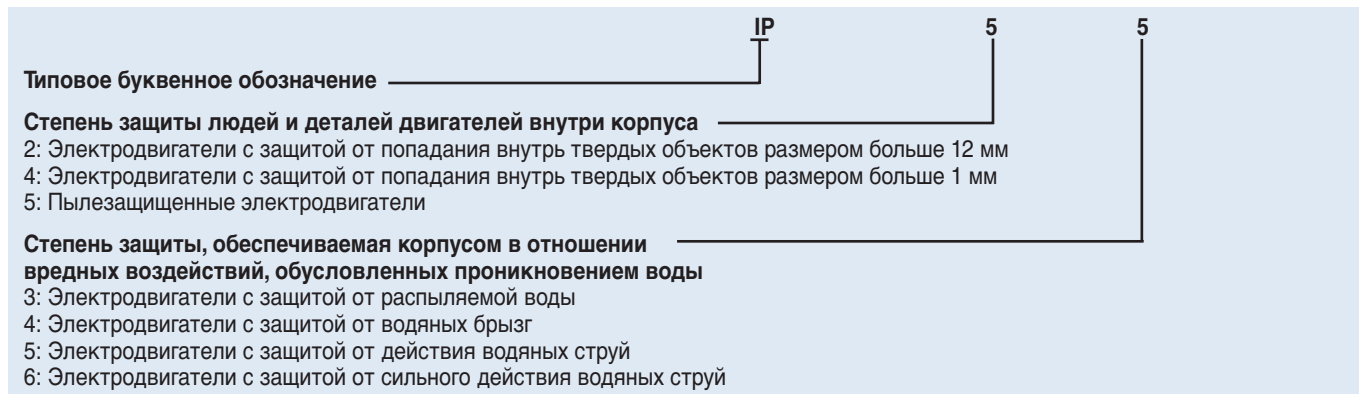 IP 5 5
Типовое буквенное обозначение
Степень защиты людей и деталей двигателей внутри корпуса
2: Электродвигатели с защитой от попадания внутрь твердых объектов размером больше 12 мм
4: Электродвигатели с защитой от попадания внутрь твердых объектов размером больше 1 мм
5: Пылезащищенные электродвигатели
Степень защиты, обеспечиваемая корпусом в отношении
вредных воздействий, обусловленных проникновением воды
3: Электродвигатели с защитой от распыляемой воды
4: Электродвигатели с защитой от водяных брызг
5: Электродвигатели с защитой от действия водяных струй
6: Электродвигатели с защитой от сильного действия водяных струй